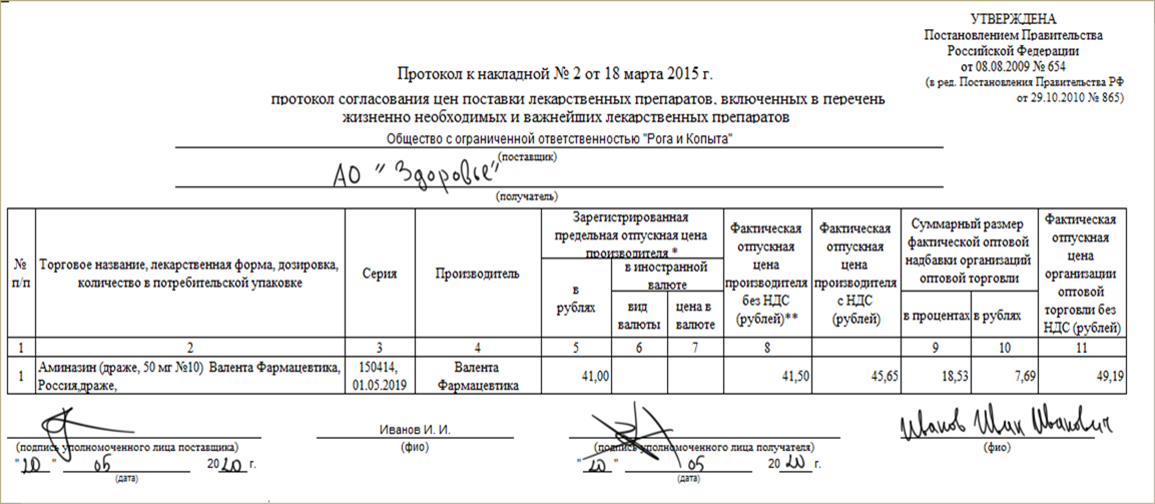 УТВЕРЖДЕНА
Постановлением Правительства
Российской Федерации
от 08.08.2009 № 654
(в ред. Постановления Правительства РФ
от 29.10.2010 № 865)
Протокол к накладной № 2 от 18 марта 2015 г.
протокол согласования цен поставки лекарственных препаратов, включенных в перечень
жизненно необходимых и важнейших лекарственных препаратов
Общество с ограниченной ответственностью "Рога и Копыта"
(поставщик)
АО "Здоровье"
(получатель)
№ п/п
Торговое название, лекарственная форма, дозировка,
количество в потребительской упаковке
Серия
Производитель
Зарегистрированная
предельная отпускная цена
производителя *
в рублях
в иностранной
валюте
вид валюты
цена в валюте
Фактическая
отпускная
цена
производителя
без НДС
(рублей)**
Фактическая
отпускная
цена
производителя
с НДС
(рублей)
Суммарный размер
фактической оптовой
надбавки организаций
оптовой торговли
в процентах
в рублях
Фактическая
отпускная
цена
организации
оптовой
торговли без
НДС (рублей)
1 2 3 4 5 6 7 8 9 10 11
1 Аминазин (драже, 50 мг №10) Валента Фармацевтика, 150414, Валента 41,00 41,50 45,65 18,53 7,69 49,19
Россия,драже, 01.05.2019 Фармацевтика
Иванов И. И. Иванов Иван Иванович
(подпись уполномоченного лица поставщика) (фио) (подпись уполномоченного лица получателя) (фио)
"20" 05 2020 г. "20" 05 2020 г.
(дата) (дата)